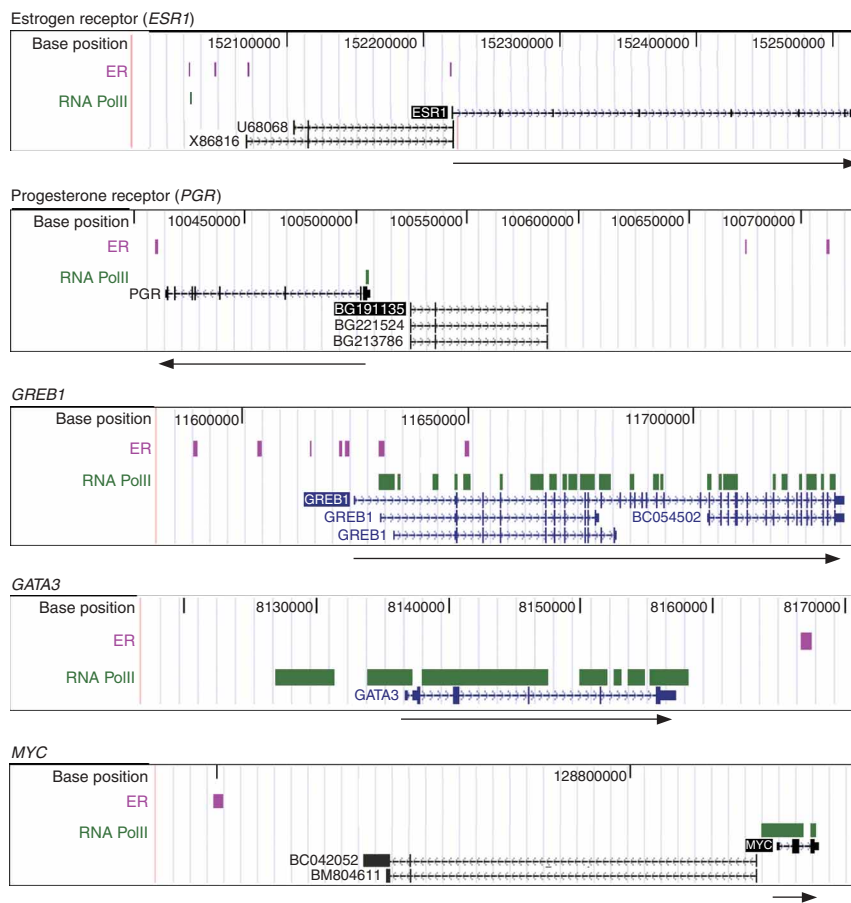 Estrogen receptor (ESR1)
Base position 152100000 152200000 152300000 152400000 152500000
ER
RNA PolII
ESR1
U68068
X86816
Progesterone receptor (PGR)
Base position 100450000 100500000 100550000 100600000 100650000 100700000
ER
RNA PolII
PGR
BG191135
BG221524
BG213786
GREB1
Base position 11600000 11650000 11700000
ER
RNA PolII
GREB1
GREB1 BC054502
GREB1
GATA3
Base position 8130000 8140000 8150000 8160000 8170000
ER
RNA PolII
GATA3
MYC
Base position 128800000
ER
RNA PolII
MYC
BC042052
BM804611